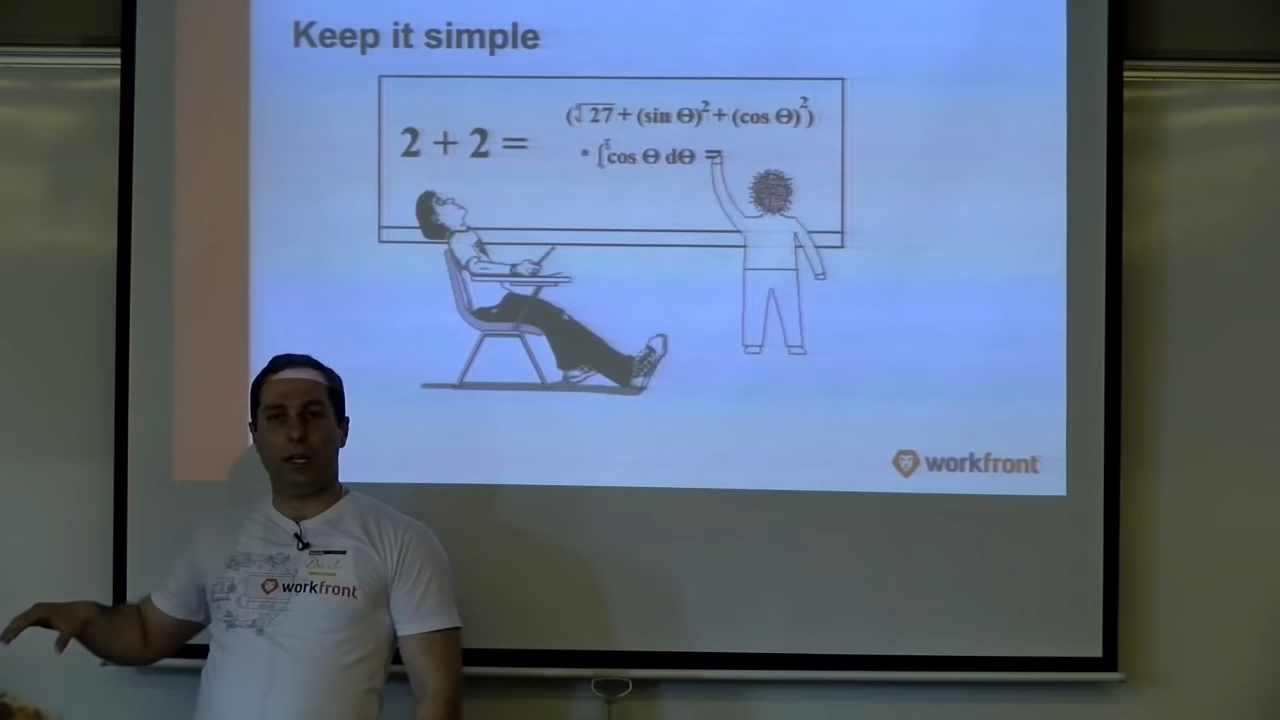 Keep it simple
2 + 2 =
(∛27 + (sin Θ)² + (cos Θ)²)
* ∫cos Θ dΘ =
workfront
workfront